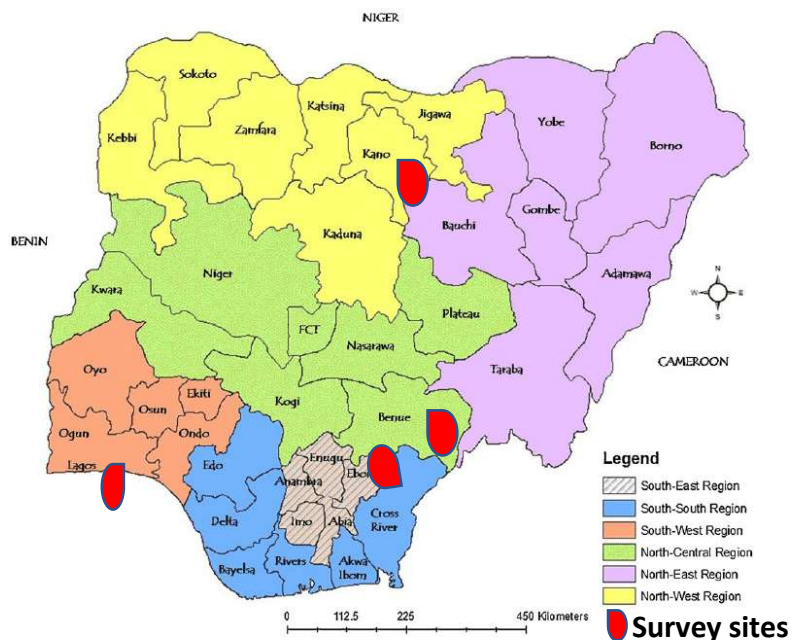 NIGER
Sokoto
Katsina
Jigawa
Yobe
Borno
Kebbi
Zamfara
Kano
Gombe
Bauchi
Kaduna
BENIN
Adamawa
Niger
N
W E
S
Kwara
Plateau
FCT
Nasarawa
Taraba
CAMEROON
Oyo
Kogi
Ekiti
Osun
Benue
Ogun
Ondo
Enugu
Lagos
Edo
Ebo
Anambra
Legend
South-East Region
South-South Region
South-West Region
North-Central Region
North-East Region
North-West Region
Survey sites
Delta
Imo
Abia
Cross
River
Bayelsa
Rivers
Akwa
Ibom
0 112.5 225 450 Kilometers